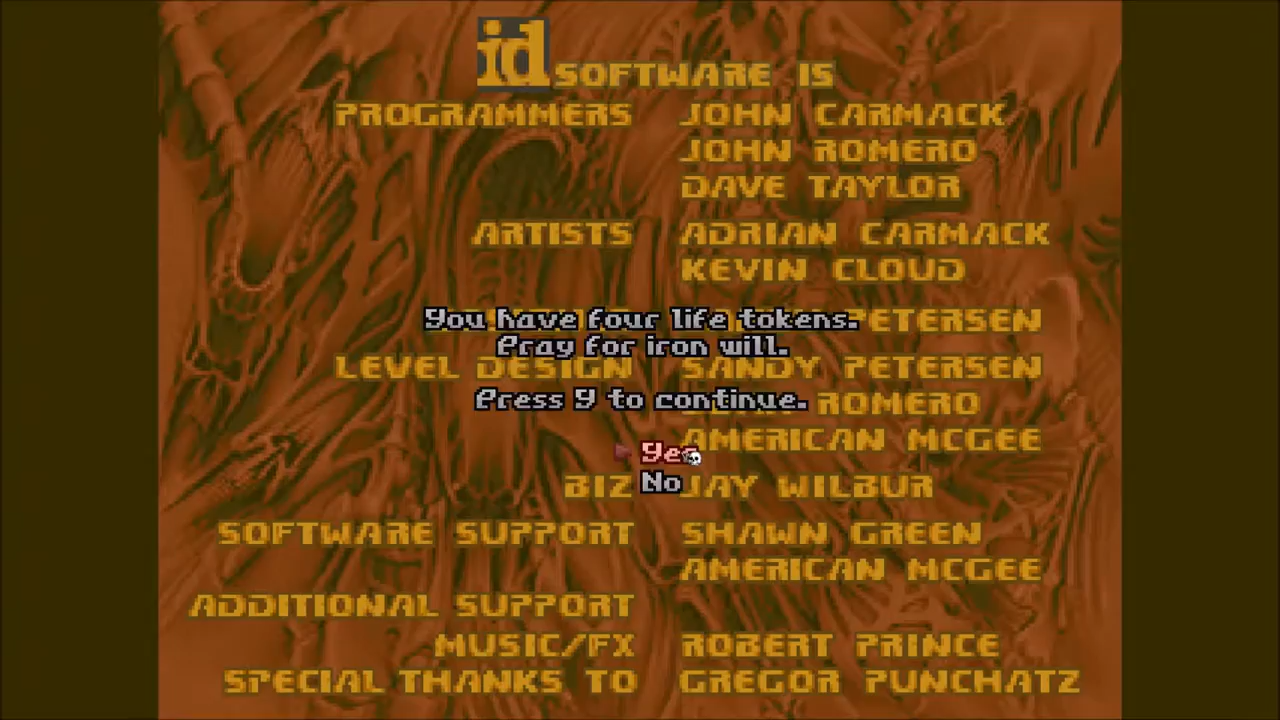 id SOFTWARE IS
PROGRAMMERS JOHN CARMACK
JOHN ROMERO
DAVE TAYLOR
ARTISTS ADRIAN CARMACK
KEVIN CLOUD
You have four life tokens.
PETERSEN
Pray for iron will.
LEVEL DESIGN SANDY PETERSEN
Press Y to continue.
ROMERO
AMERICAN MCGEE
Yes
No
BIZ JAY WILBUR
SOFTWARE SUPPORT SHAWN GREEN
AMERICAN MCGEE
ADDITIONAL SUPPORT
MUSIC/FX ROBERT PRINCE
SPECIAL THANKS TO GREGOR PUNCHATZ